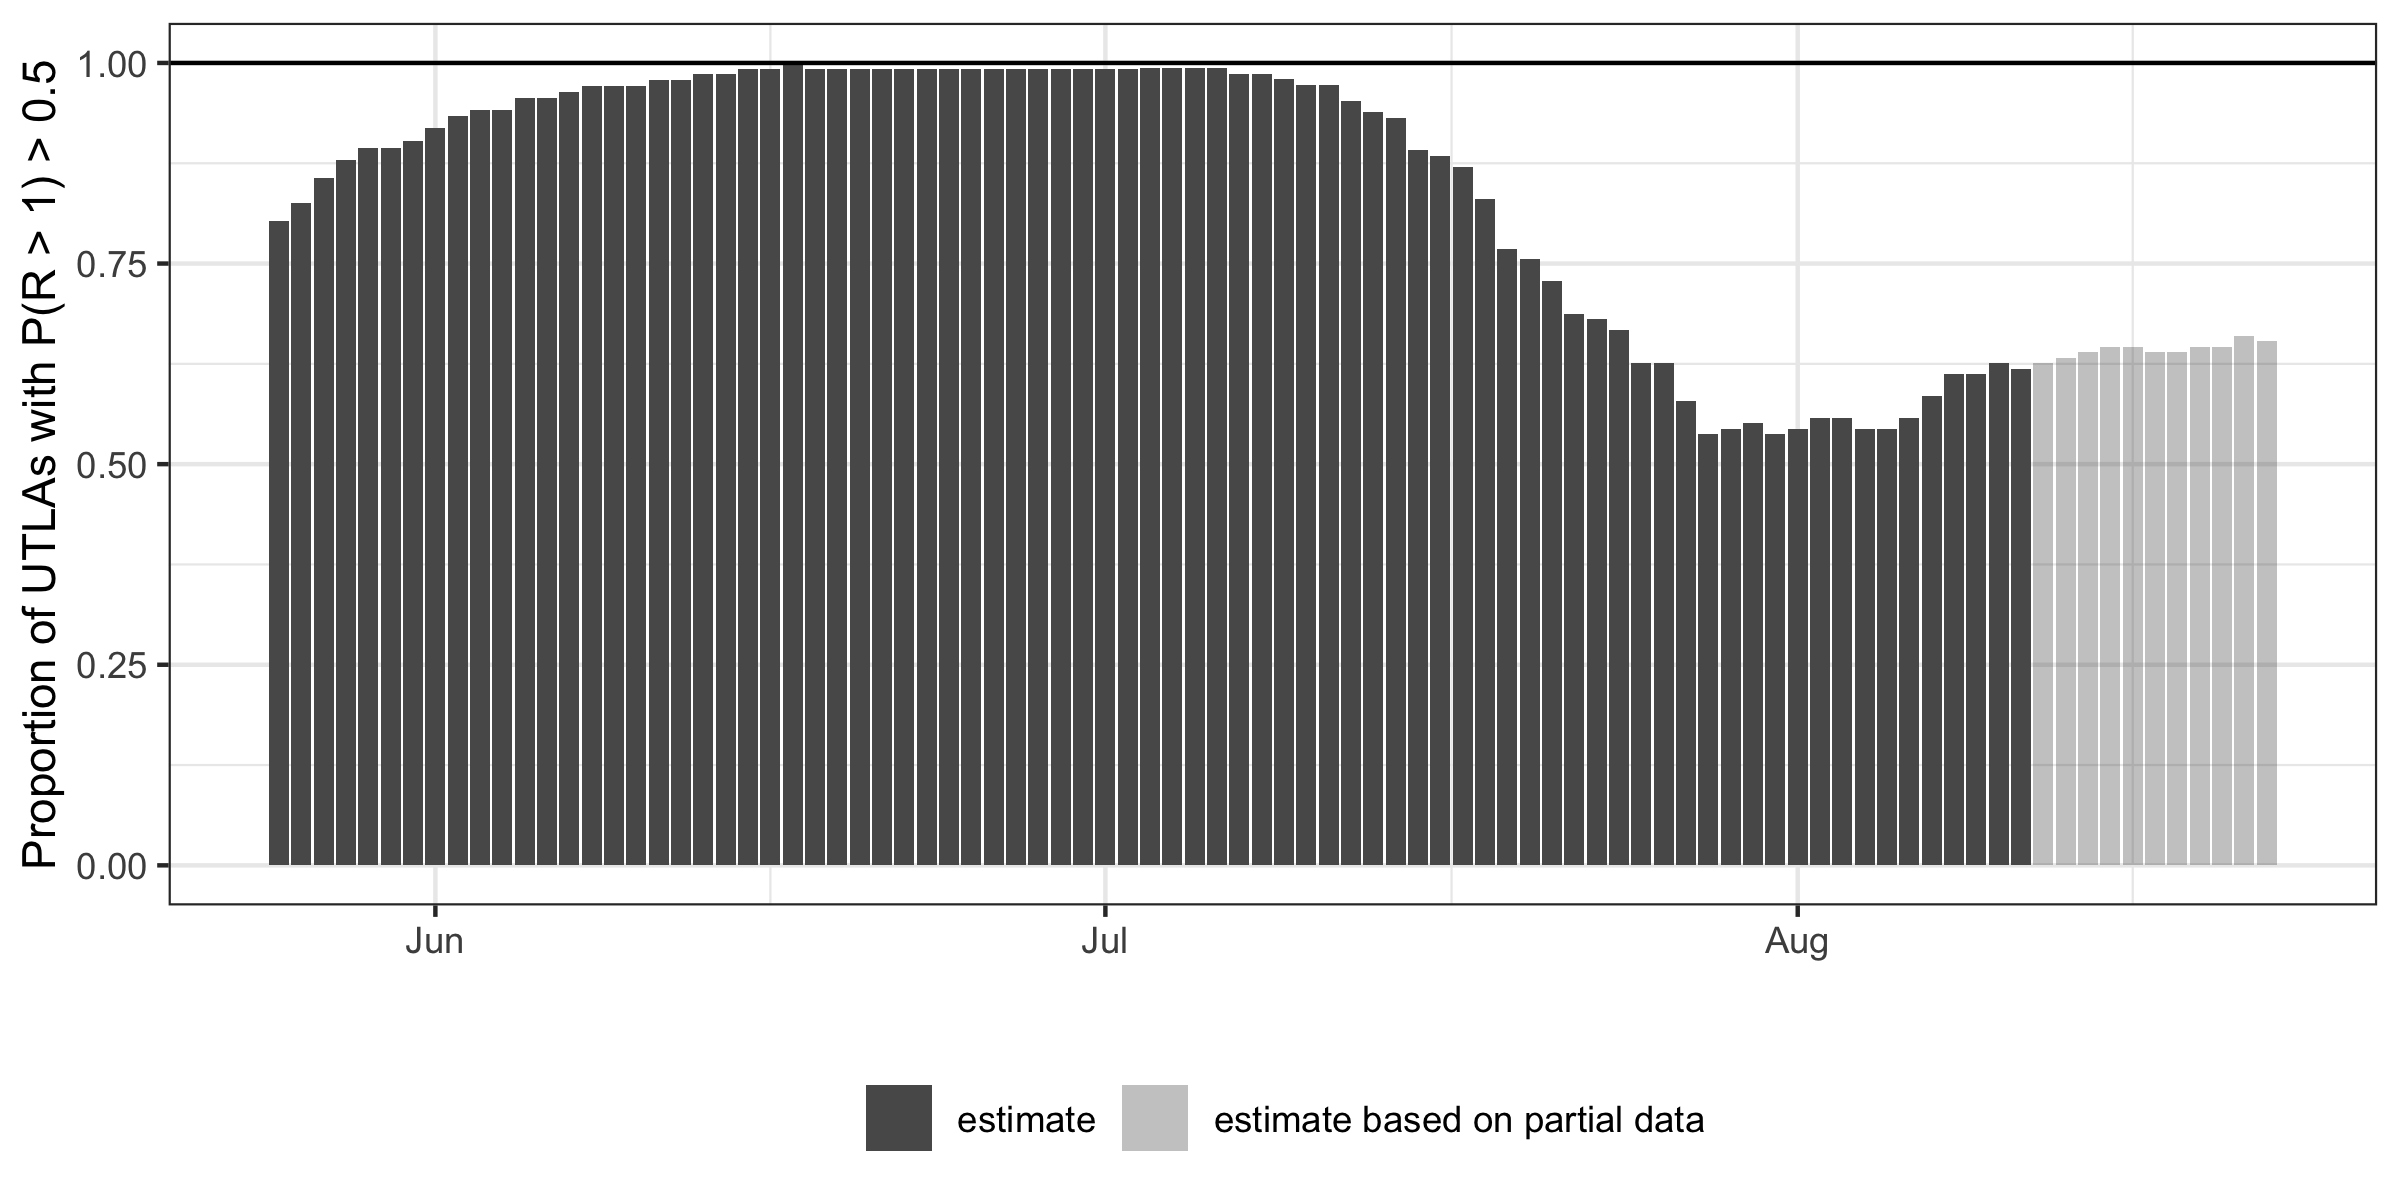 Proportion of UTLAs with P(R > 1) > 0.5
1.00
0.75
0.50
0.25
0.00
Jun
Jul
Aug
estimate
estimate based on partial data